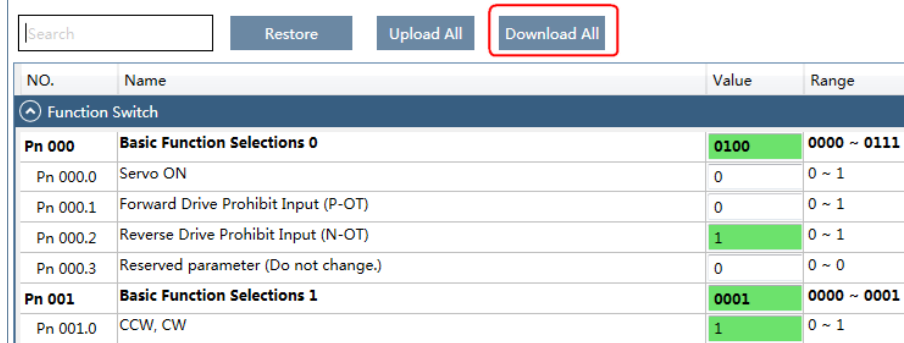 Search Restore Upload All Download All
NO. Name Value Range
Function Switch
Pn 000 Basic Function Selections 0 0100 0000 ~ 0111
Pn 000.0 Servo ON 0 0 ~ 1
Pn 000.1 Forward Drive Prohibit Input (P-OT) 0 0 ~ 1
Pn 000.2 Reverse Drive Prohibit Input (N-OT) 1 0 ~ 1
Pn 000.3 Reserved parameter (Do not change.) 0 0 ~ 0
Pn 001 Basic Function Selections 1 0001 0000 ~ 0001
Pn 001.0 CCW, CW 1 0 ~ 1